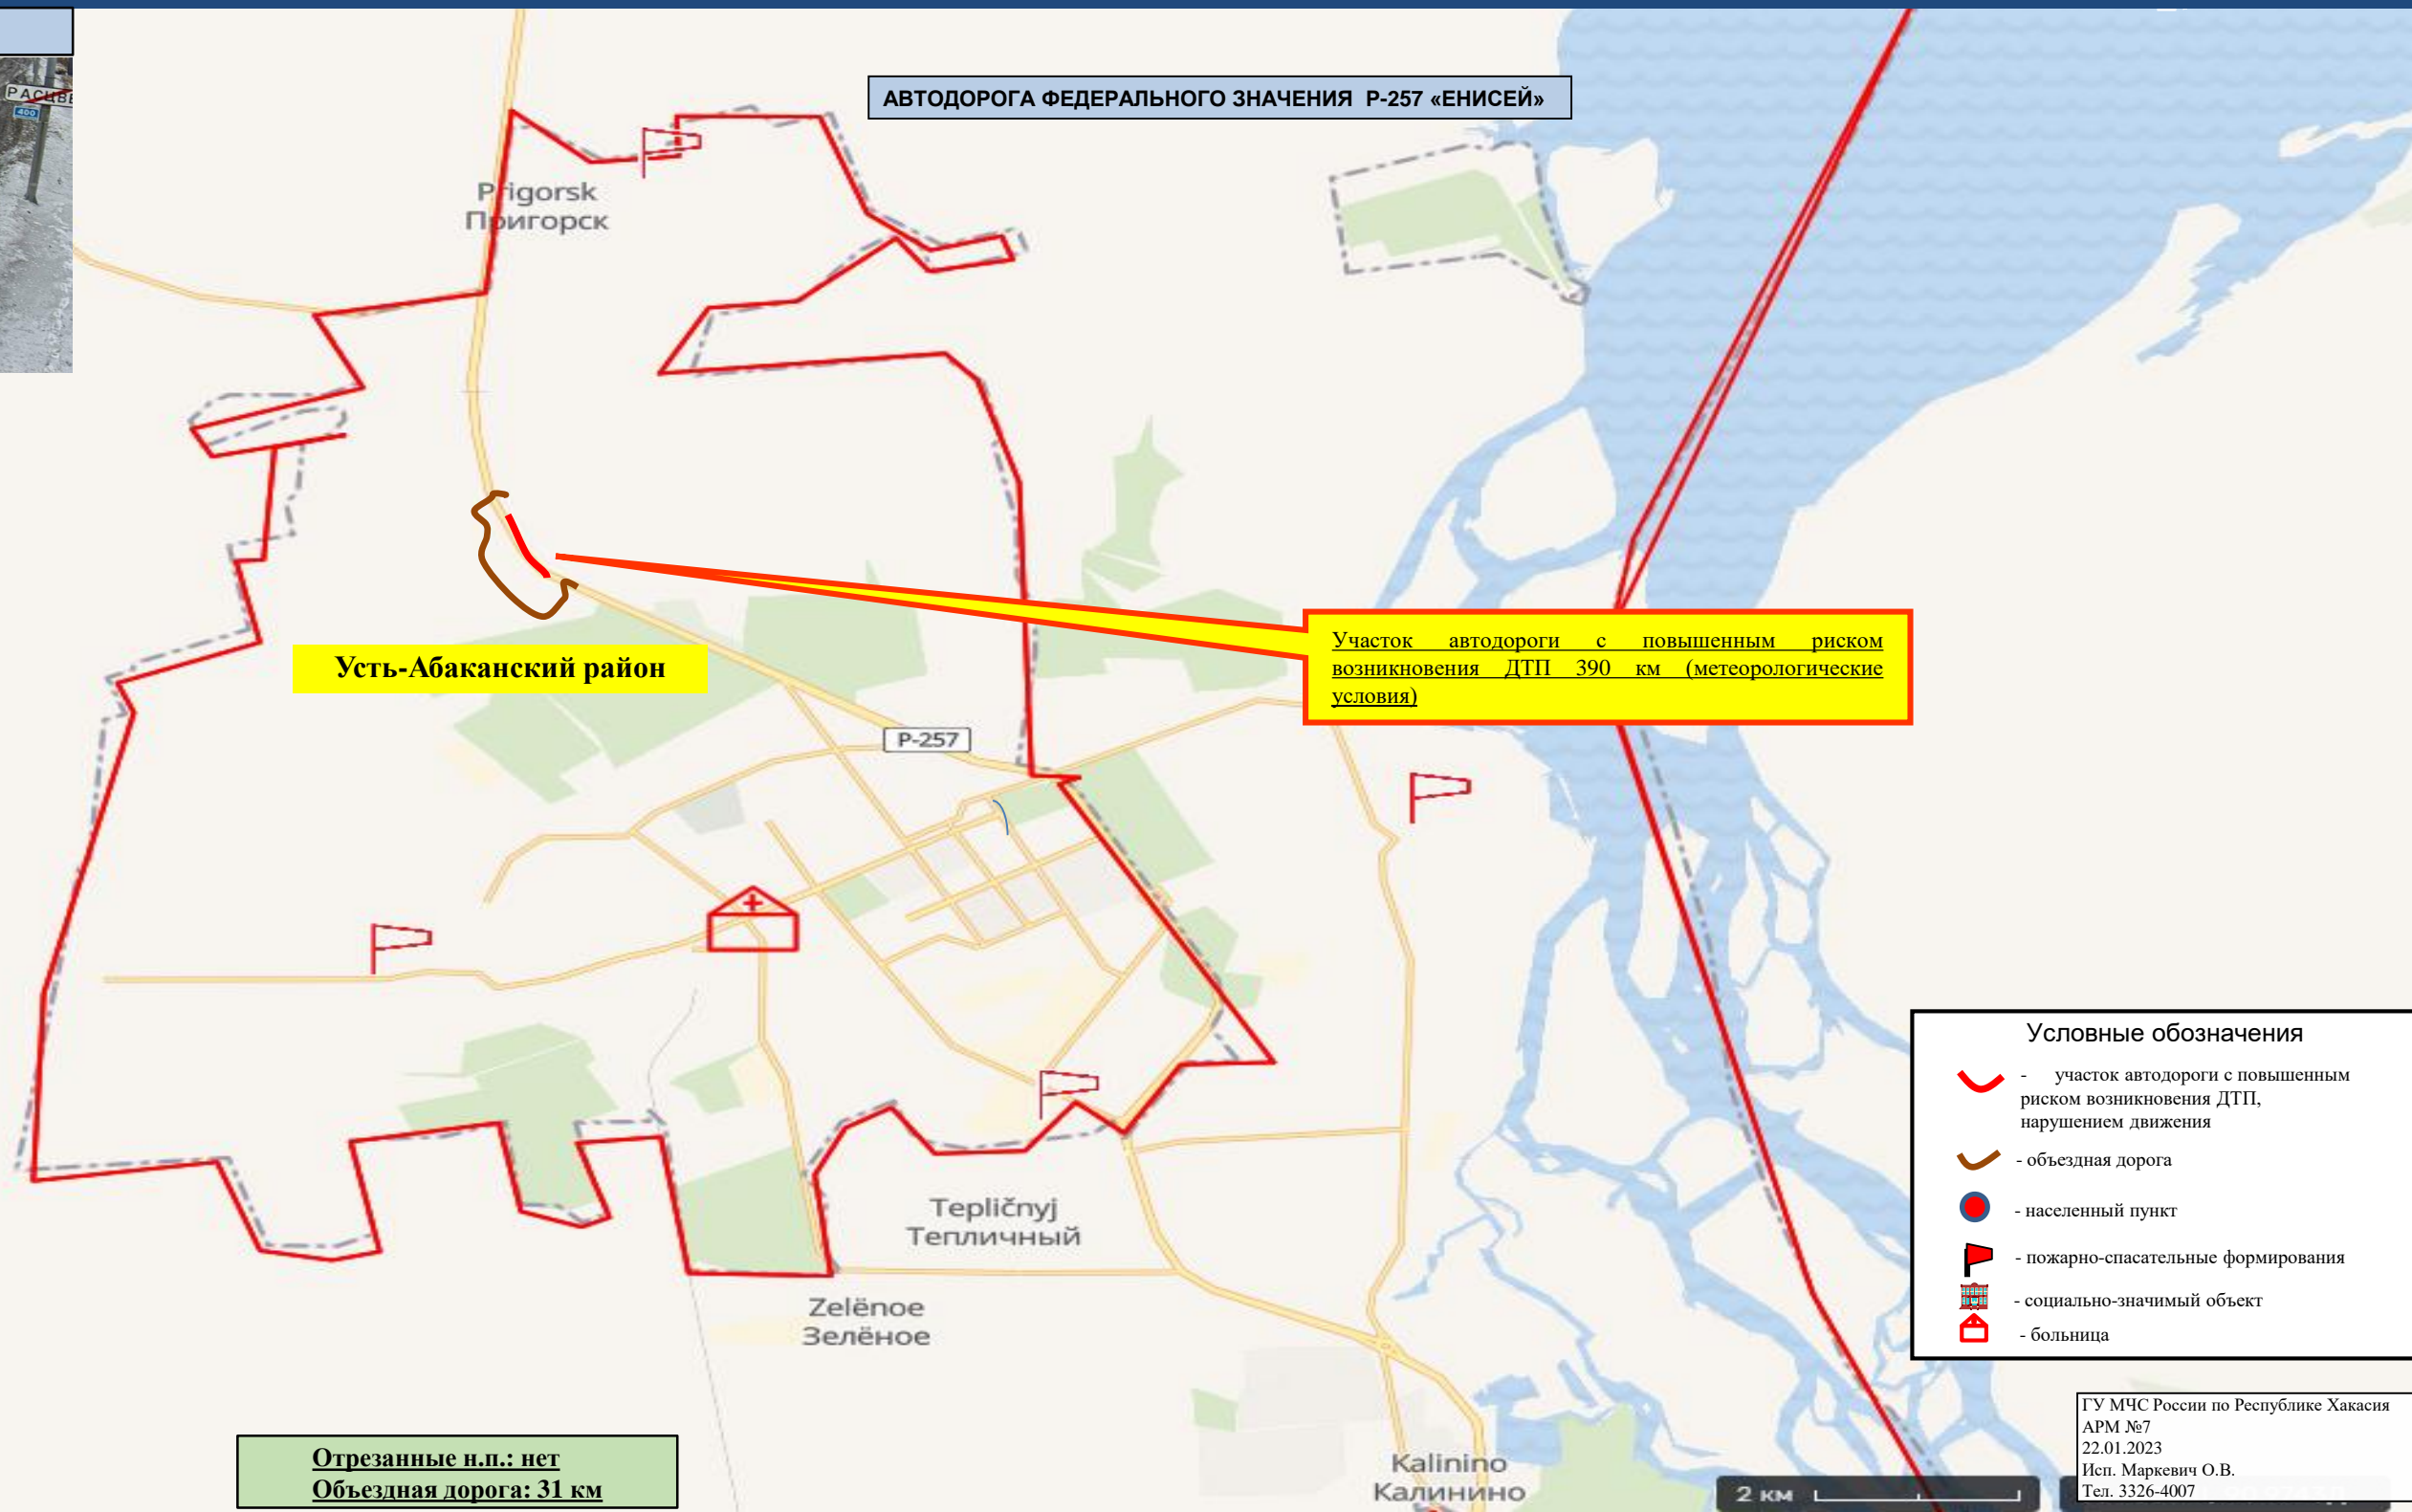 РАСЦВЕ
400
АВТОДОРОГА ФЕДЕРАЛЬНОГО ЗНАЧЕНИЯ Р-257 «ЕНИСЕЙ»
Prigorsk
Пригорск
Усть-Абаканский район
Участок автодороги с повышенным риском
возникновения ДТП 390 км (метеорологические
условия)
P-257
Условные обозначения
- участок автодороги с повышенным
риском возникновения ДТП,
нарушением движения
- объездная дорога
- населенный пункт
- пожарно-спасательные формирования
- социально-значимый объект
- больница
Tepličnyj
Тепличный
Zelënoe
Зелёное
Отрезанные н.п.: нет
Объездная дорога: 31 км
Kalinino
Калинино
2 км
ГУ МЧС России по Республике Хакасия
АРМ №7
22.01.2023
Исп. Маркевич О.В.
Тел. 3326-4007